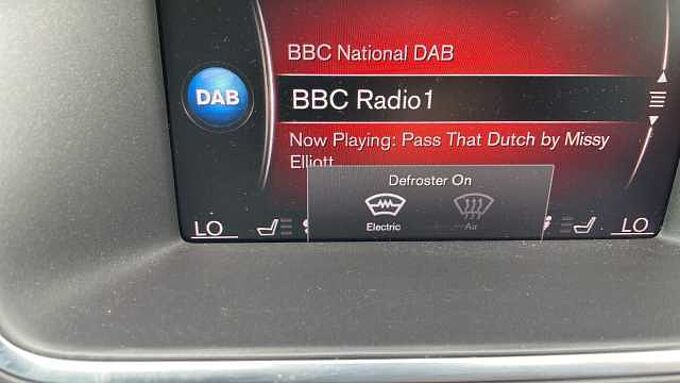 BBC National DAB
DAB
BBC Radio1
Now Playing: Pass That Dutch by Missy
Elliott
Defroster On
Electric
Air
LO
LO